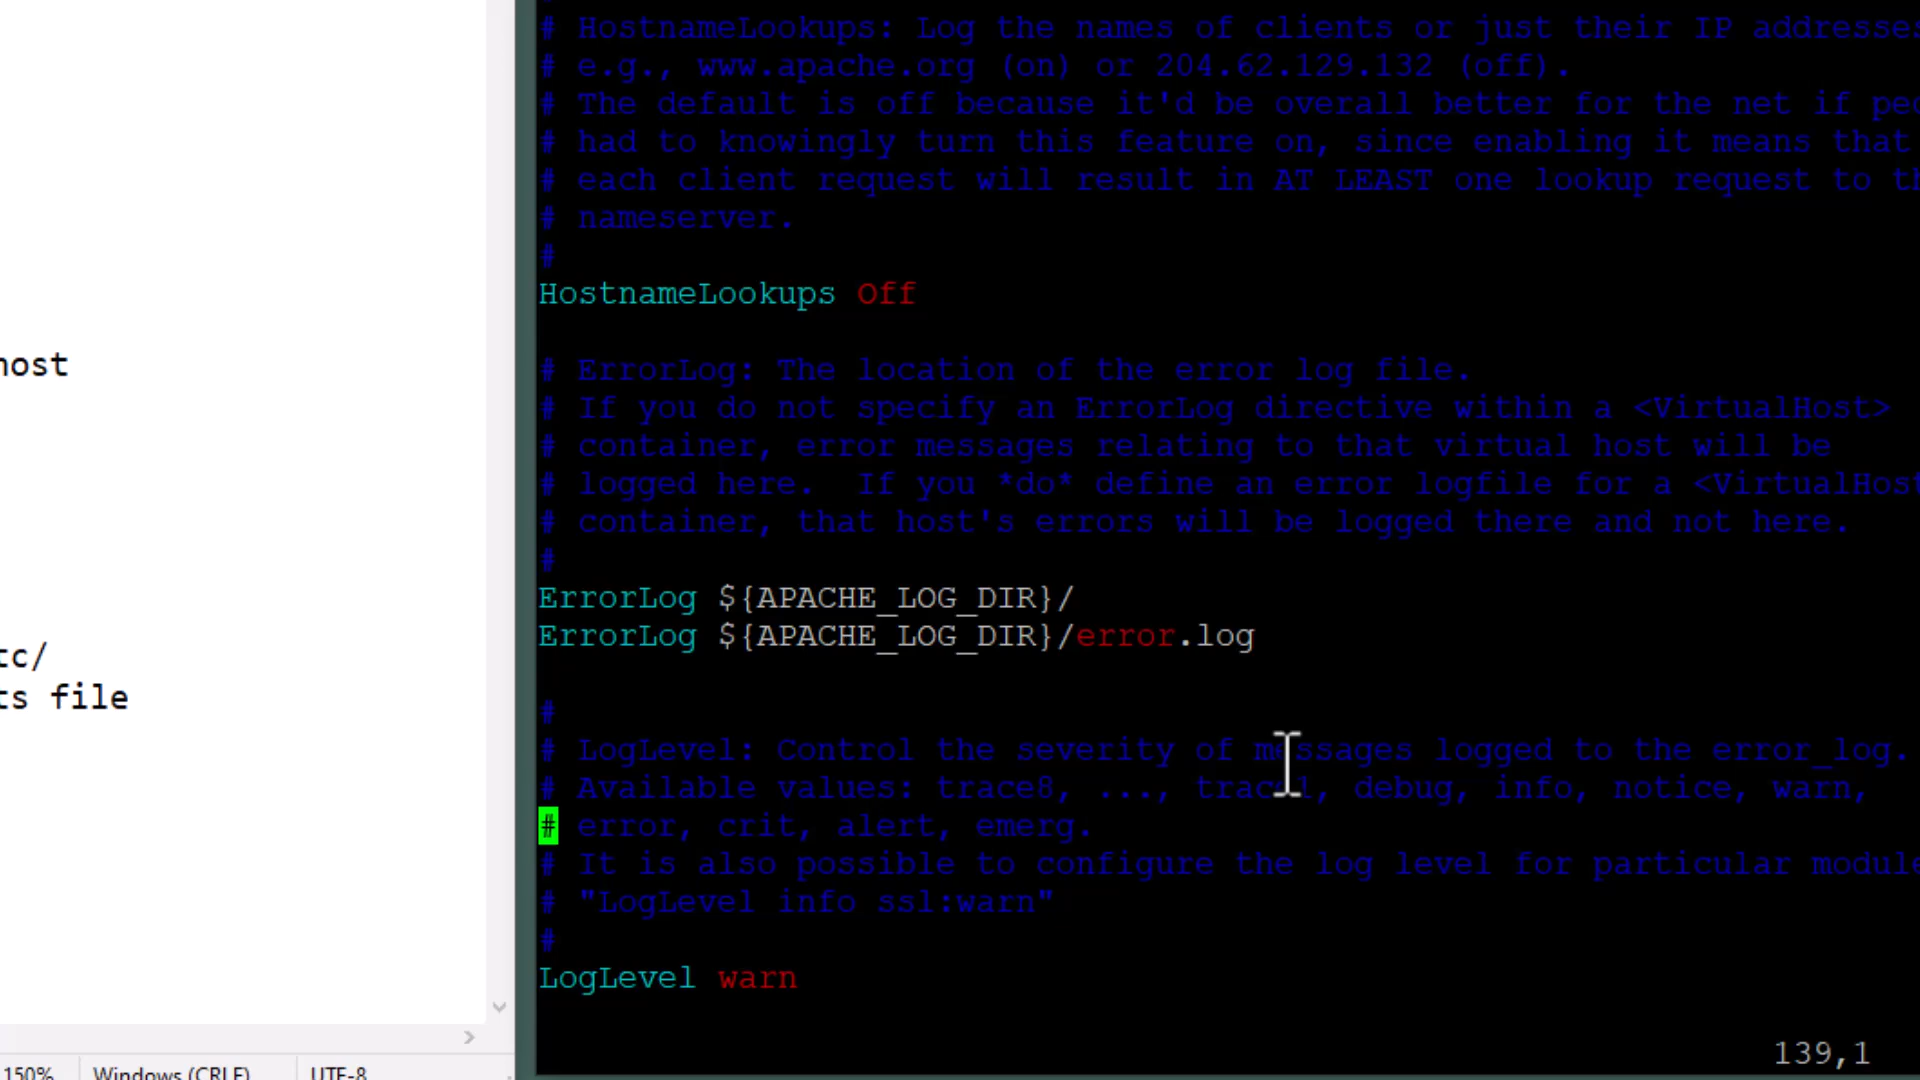 host
tc/
ts file
150%
Windows (CRLF)
UTF-8
# HostnameLookups: Log the names of clients or just their IP addresses
# e.g., www.apache.org (on) or 204.62.129.132 (off).
# The default is off because it'd be overall better for the net if peo
# had to knowingly turn this feature on, since enabling it means that
# each client request will result in AT LEAST one lookup request to th
# nameserver.
#
HostnameLookups Off
# ErrorLog: The location of the error log file.
# If you do not specify an ErrorLog directive within a <VirtualHost>
# container, error messages relating to that virtual host will be
# logged here.  If you *do* define an error logfile for a <VirtualHost
# container, that host's errors will be logged there and not here.
#
ErrorLog ${APACHE_LOG_DIR}/
ErrorLog ${APACHE_LOG_DIR}/error.log
#
# LogLevel: Control the severity of messages logged to the error_log.
# Available values: trace8, ..., trace1, debug, info, notice, warn,
# error, crit, alert, emerg.
# It is also possible to configure the log level for particular module
# "LogLevel info ssl:warn"
#
LogLevel warn
139,1